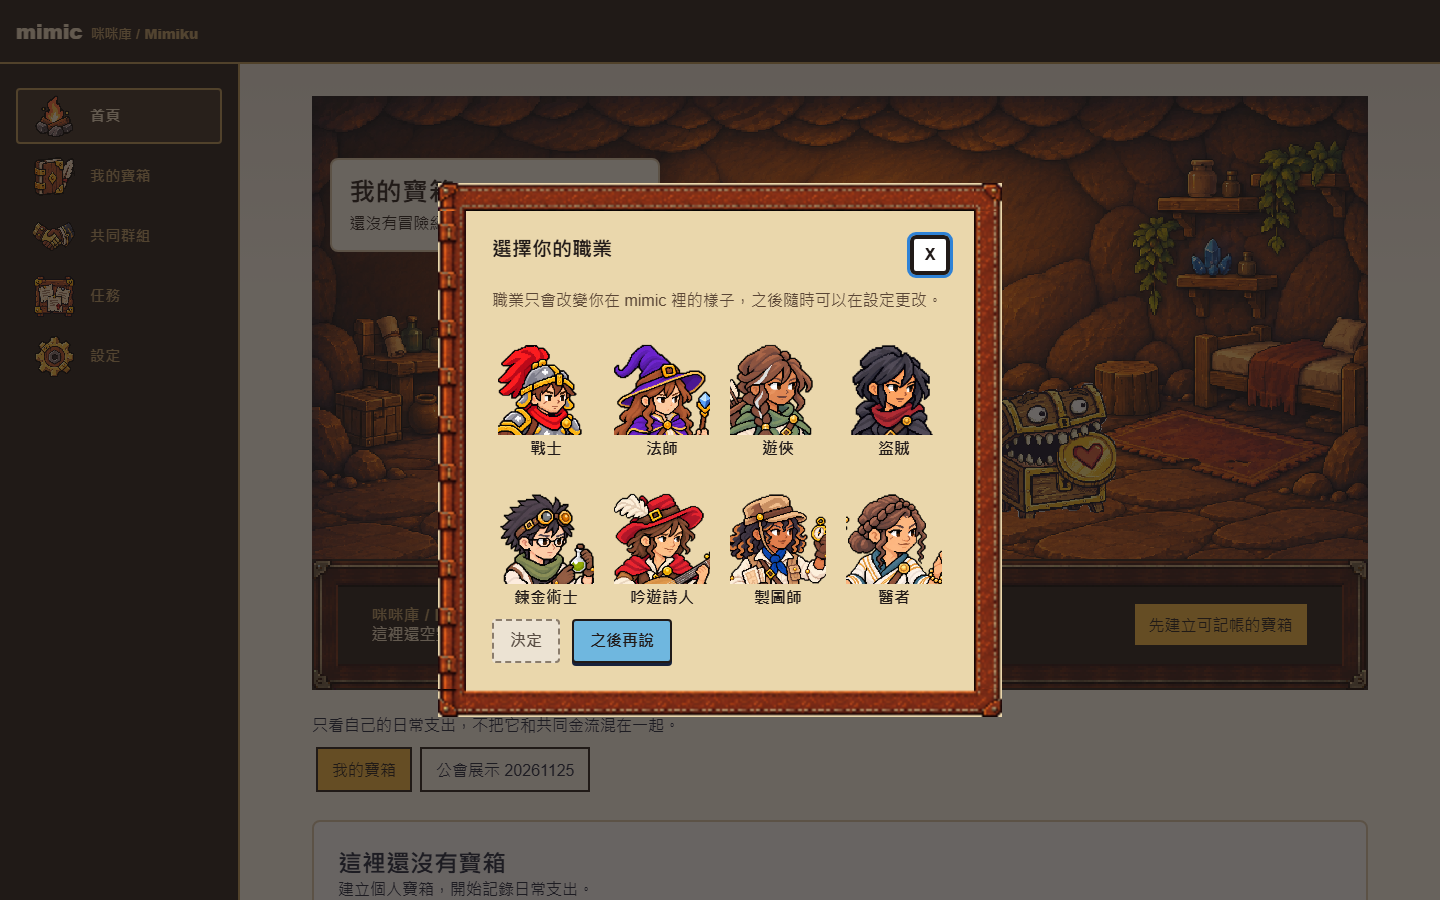 mimic 咪咪庫 / Mimiku
首頁
我的寶箱
共同群組
任務
設定
我的寶箱
還沒有冒險
選擇你的職業
X
職業只會改變你在 mimic 裡的樣子，之後隨時可以在設定更改。
戰士
法師
遊俠
盜賊
鍊金術士
吟遊詩人
製圖師
醫者
決定
之後再說
咪咪庫 /
這裡還空
先建立可記帳的寶箱
只看自己的日常支出，不把它和共同金流混在一起。
我的寶箱
公會展示 20261125
這裡還沒有寶箱
建立個人寶箱，開始記錄日常支出。